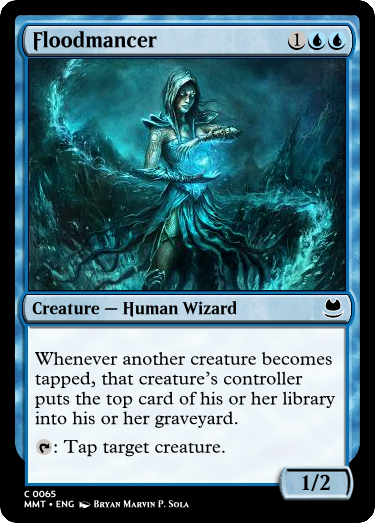 Floodmancer 1
Creature — Human Wizard
Whenever another creature becomes
tapped, that creature's controller
puts the top card of his or her library
into his or her graveyard.
: Tap target creature.
1/2
C 0065
MMT • ENG Bryan Marvin P. Sola